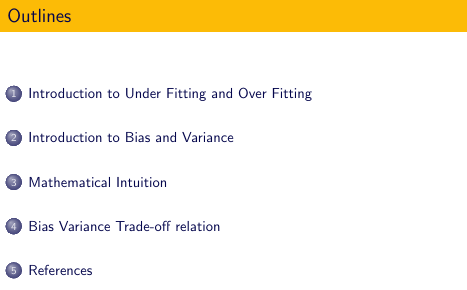 Outlines
1 Introduction to Under Fitting and Over Fitting
2 Introduction to Bias and Variance
3 Mathematical Intuition
4 Bias Variance Trade-off relation
5 References